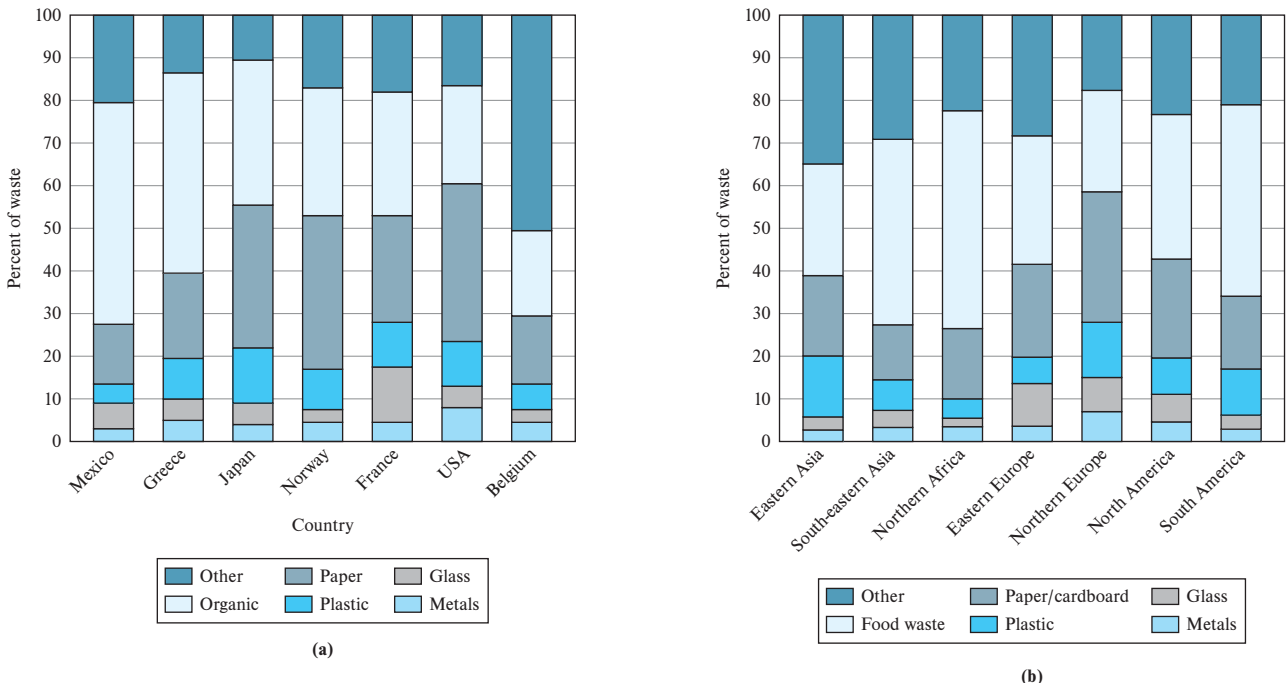 100
90
80
70
60
50
40
30
20
10
0
Percent of waste
Mexico
Greece
Japan
Norway
France
USA
Belgium
Country
Other
Paper
Glass
Organic
Plastic
Metals
(a)
100
90
80
70
60
50
40
30
20
10
0
Percent of waste
Eastern Asia
South-eastern Asia
Northern Africa
Eastern Europe
Northern Europe
North America
South America
Other
Paper/cardboard
Glass
Food waste
Plastic
Metals
(b)